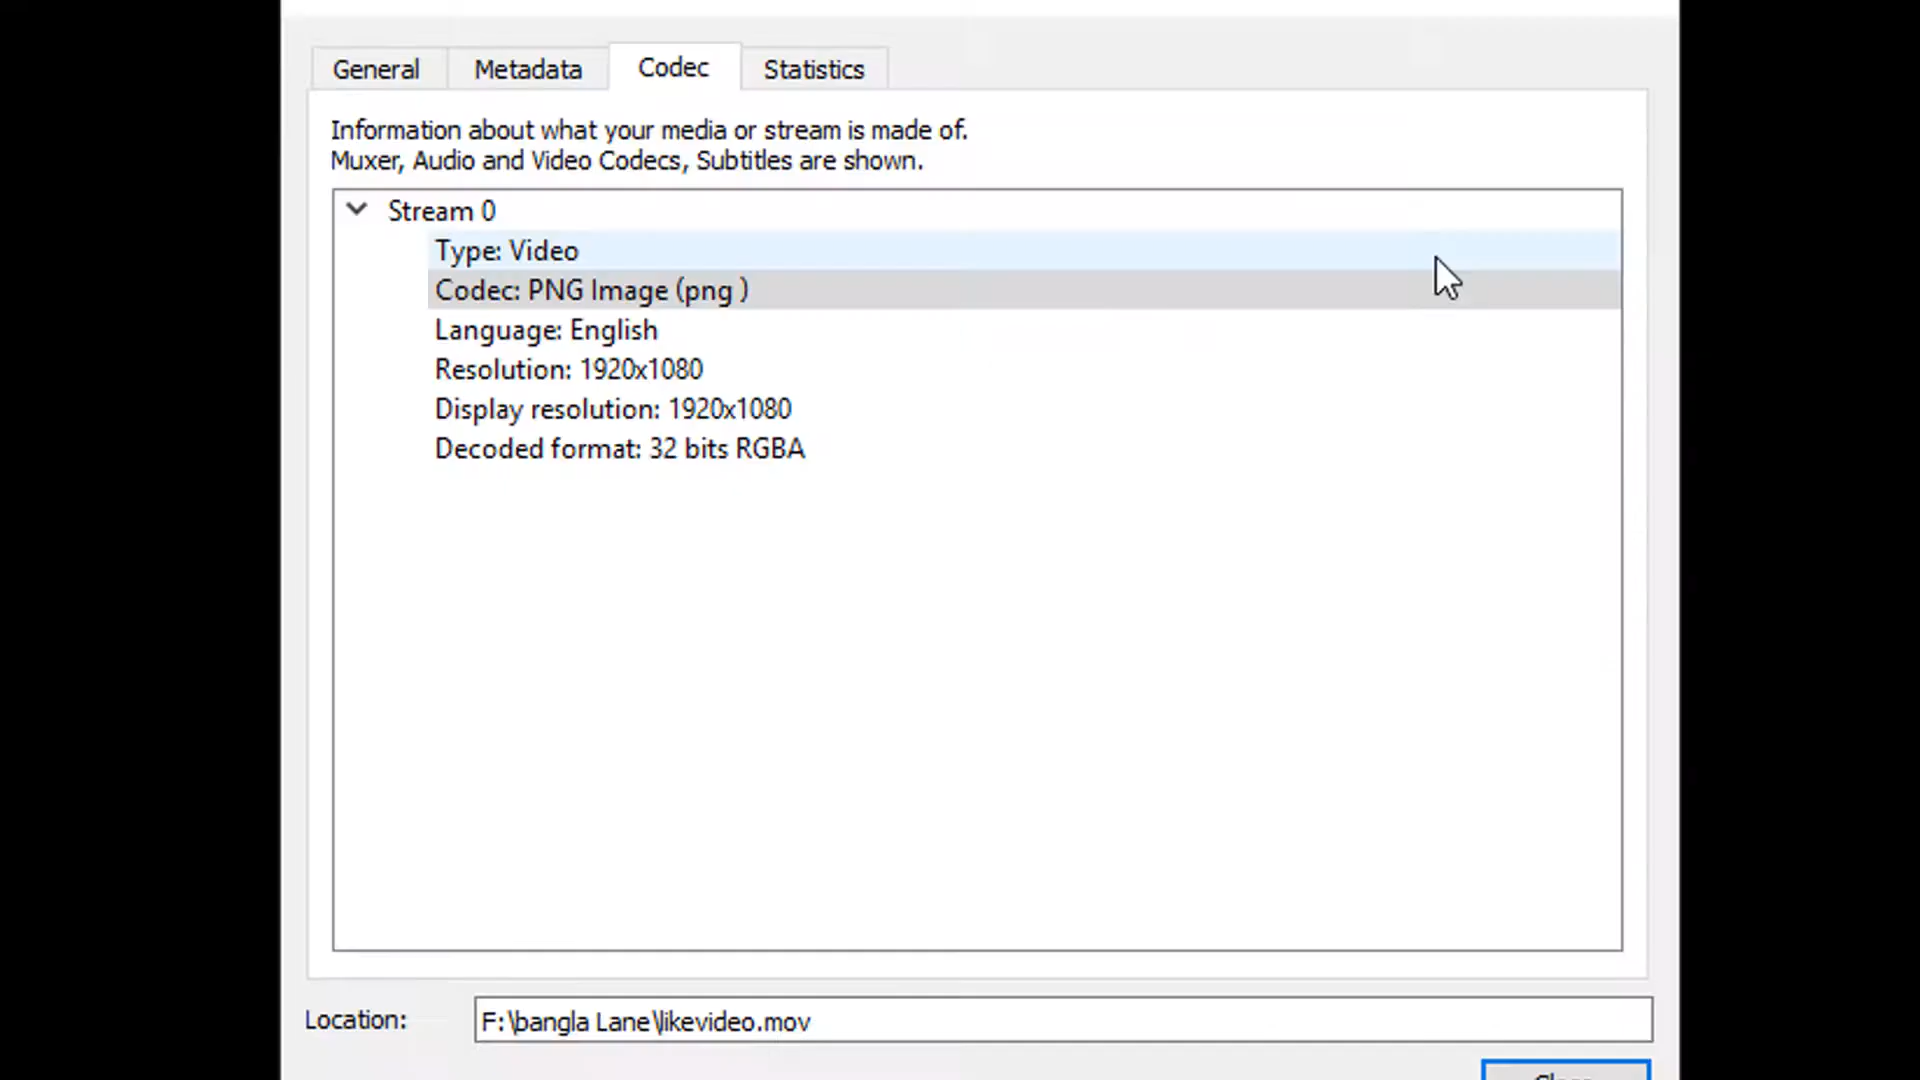 General Metadata Codec Statistics
Information about what your media or stream is made of.
Muxer, Audio and Video Codecs, Subtitles are shown.
Stream 0
Type: Video
Codec: PNG Image (png )
Language: English
Resolution: 1920x1080
Display resolution: 1920x1080
Decoded format: 32 bits RGBA
Location: F:\bangla Lane\likevideo.mov